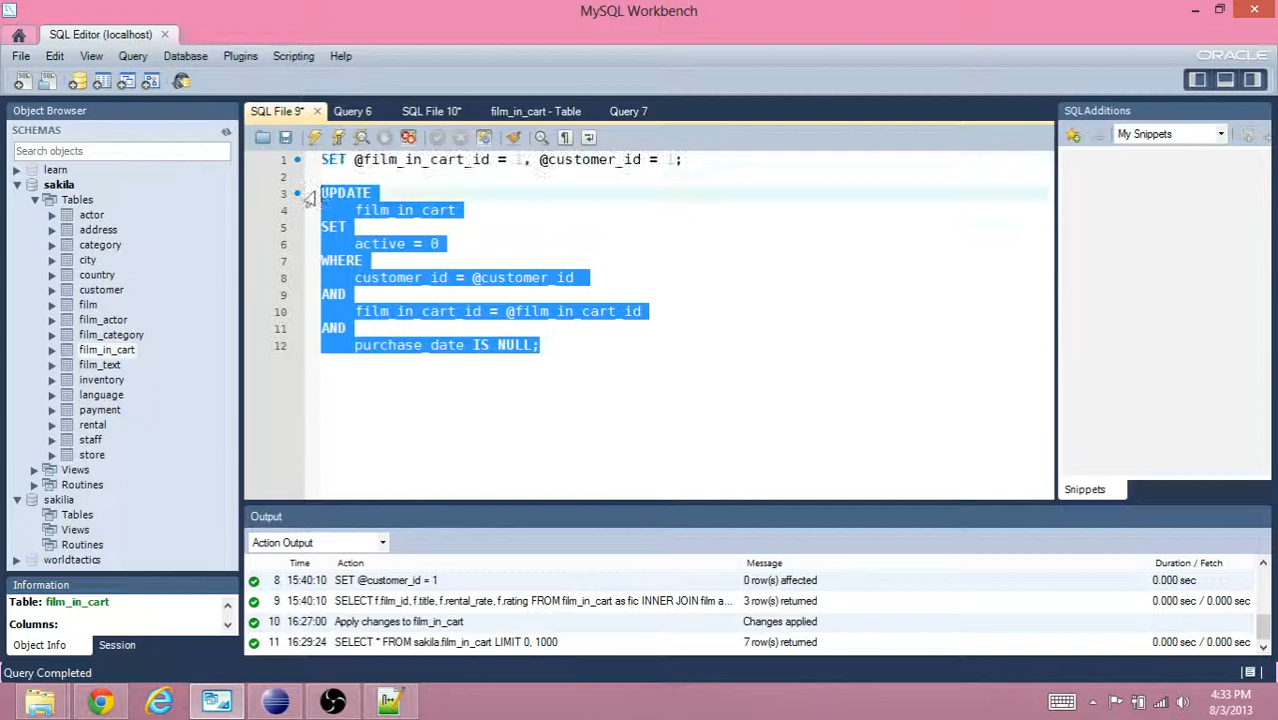 MySQL Workbench
SQL Editor (localhost)
File Edit View Query Database Plugins Scripting Help
ORACLE
Object Browser
SCHEMAS
Search objects
learn
sakila
Tables
actor
address
category
city
country
customer
film
film_actor
film_category
film_in_cart
film_text
inventory
language
payment
rental
staff
store
Views
Routines
sakilia
Tables
Views
Routines
worldtactics
Information
Table: film_in_cart
Columns:
Object Info Session
Query Completed
SQL File 9* Query 6 SQL File 10* film_in_cart - Table Query 7
1 SET @film_in_cart_id = 1, @customer_id = 1;
2
3 UPDATE
4 film_in_cart
5 SET
6 active = 0
7 WHERE
8 customer_id = @customer_id
9 AND
10 film_in_cart_id = @film_in_cart_id
11 AND
12 purchase_date IS NULL;
SQL Additions
My Snippets
Snippets
Output
Action Output
Time Action Message Duration / Fetch
8 15:40:10 SET @customer_id = 1 0 row(s) affected 0.000 sec
9 15:40:10 SELECT f.film_id, f.title, f.rental_rate, f.rating FROM film_in_cart as fic INNER JOIN film a... 3 row(s) returned 0.000 sec / 0.000 sec
10 16:27:00 Apply changes to film_in_cart Changes applied
11 16:29:24 SELECT * FROM sakila.film_in_cart LIMIT 0, 1000 7 row(s) returned 0.000 sec / 0.000 sec
4:33 PM
8/3/2013